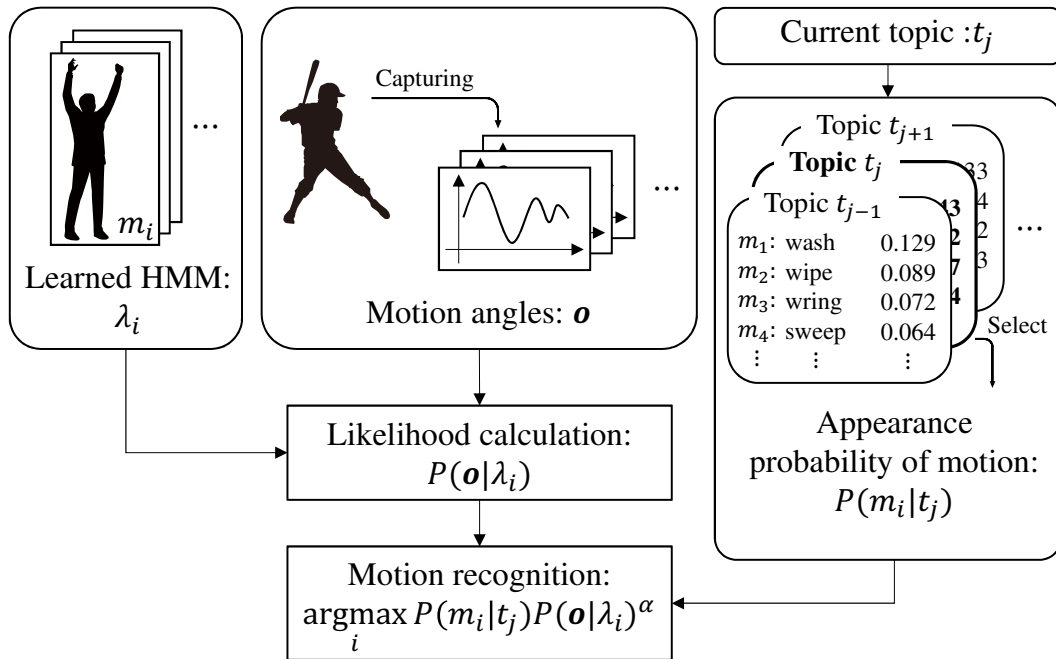 m_i
...
Learned HMM:
λ_i
Capturing
...
Motion angles: o
Current topic :t_j
Topic t_{j+1}
Topic t_j
Topic t_{j−1}
m_1: wash 0.129
m_2: wipe 0.089
m_3: wring 0.072
m_4: sweep 0.064
⋮ ⋮ ⋮
...
Select
Appearance
probability of motion:
P(m_i|t_j)
Likelihood calculation:
P(o|λ_i)
Motion recognition:
argmax P(m_i|t_j)P(o|λ_i)^α
i